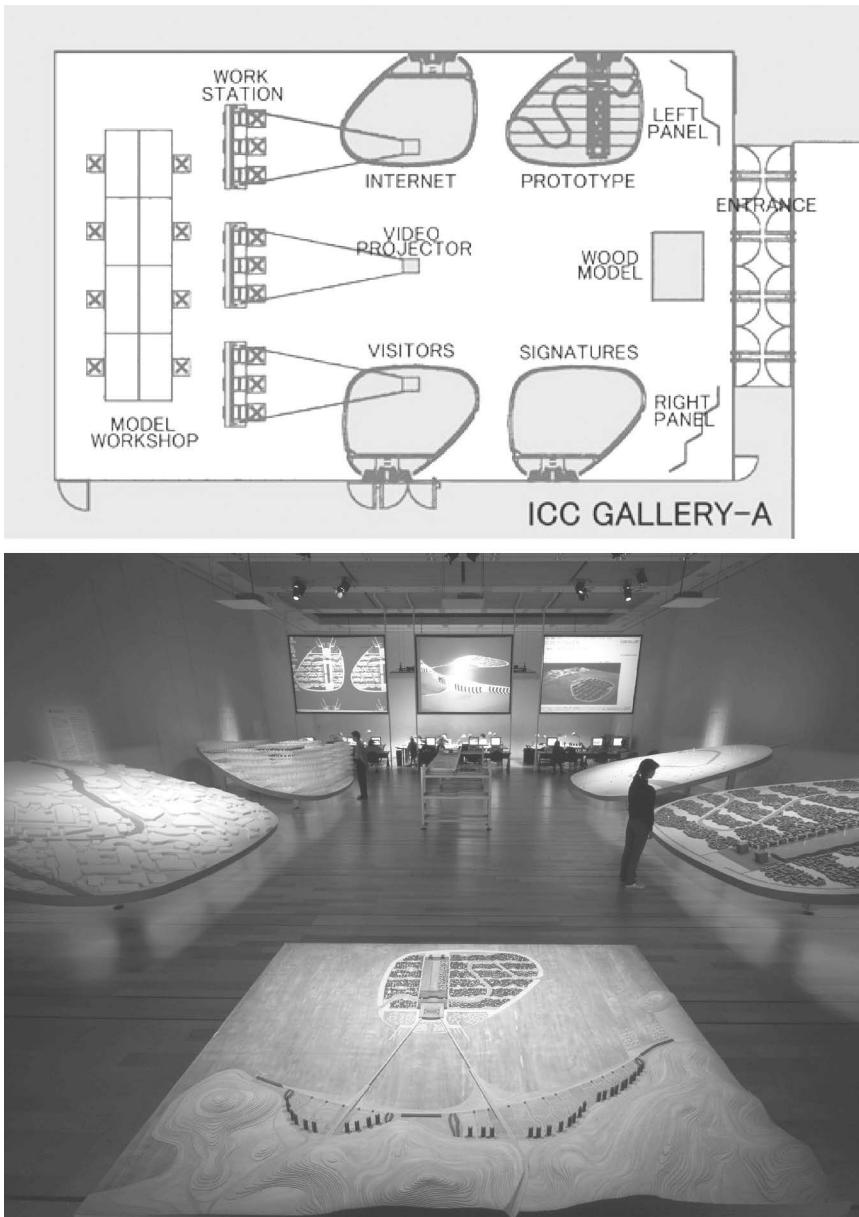 WORK
STATION
LEFT
PANEL
INTERNET
PROTOTYPE
ENTRANCE
VIDEO
PROJECTOR
WOOD
MODEL
VISITORS
SIGNATURES
MODEL
WORKSHOP
RIGHT
PANEL
ICC GALLERY-A